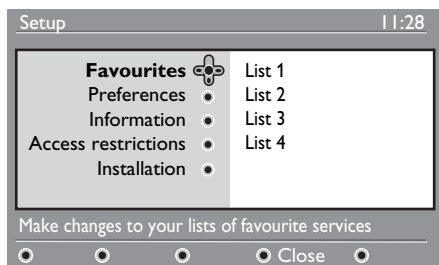 Setup 11:28
Favourites List 1
Preferences List 2
Information List 3
Access restrictions List 4
Installation
Make changes to your lists of favourite services
Close